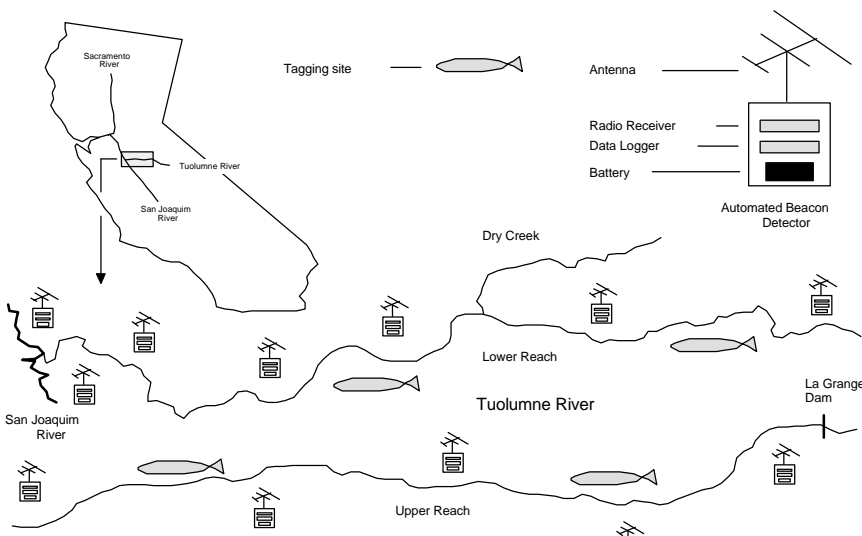 Sacramento
River
Tagging site
Antenna
Radio Receiver
Data Logger
Battery
Tuolumne River
San Joaquim
River
Automated Beacon
Detector
Dry Creek
Lower Reach
La Grange
Dam
Tuolumne River
San Joaquim
River
Upper Reach